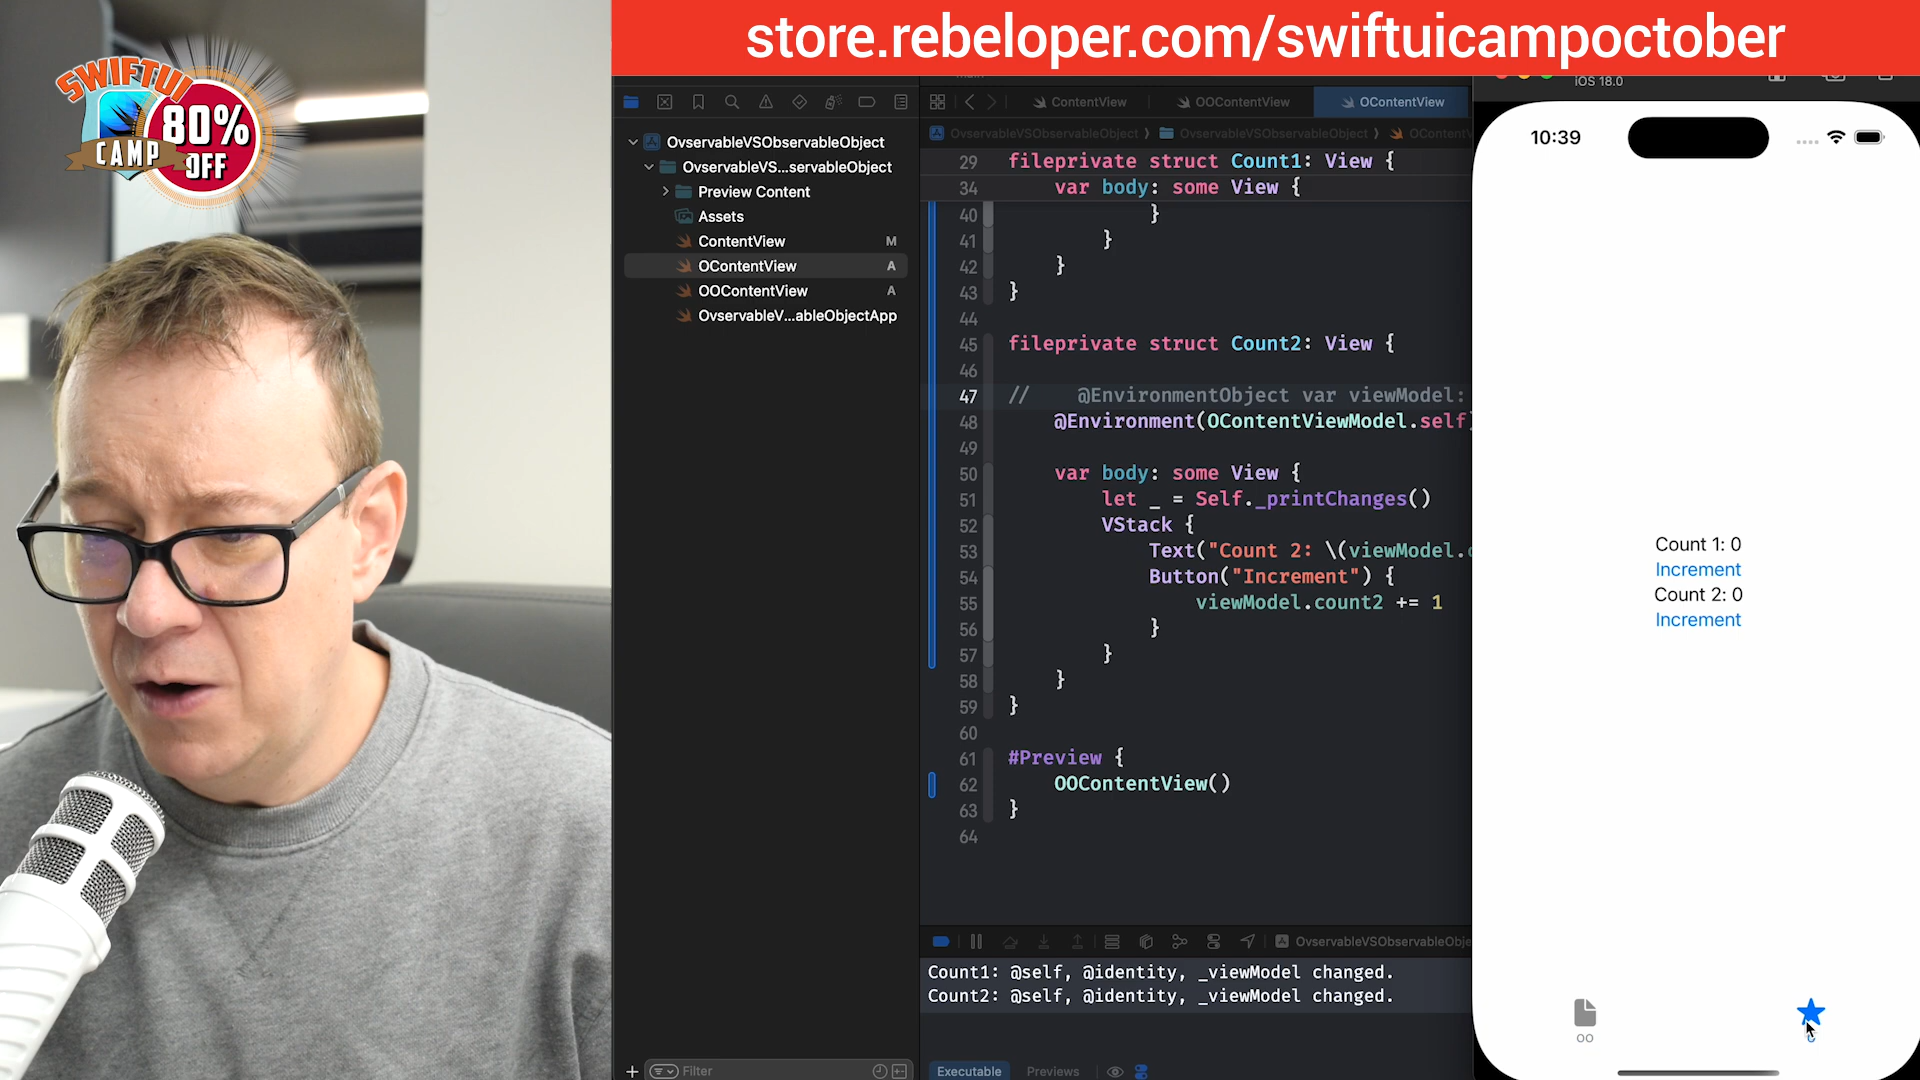 store.rebeloper.com/swiftuicampoctober
SWIFTUI
CAMP
80%
OFF
iOS 18.0
ContentView
OOContentView
OContentView
OvservableVSObservableObject
OvservableVS...servableObject
Preview Content
Assets
ContentView M
OContentView A
OOContentView A
OvservableV...ableObjectApp
Filter
OvservableVSObservableObject
OvservableVSObservableObject
29 fileprivate struct Count1: View {
34 var body: some View {
40 }
41 }
42 }
43 }
44
45 fileprivate struct Count2: View {
46
47 // @EnvironmentObject var viewModel:
48 @Environment(OContentViewModel.self)
49
50 var body: some View {
51 let _ = Self._printChanges()
52 VStack {
53 Text("Count 2: \(viewModel.
54 Button("Increment") {
55 viewModel.count2 += 1
56 }
57 }
58 }
59 }
60
61 #Preview {
62 OOContentView()
63 }
64
OvservableVSObservableObje
Count1: @self, @identity, _viewModel changed.
Count2: @self, @identity, _viewModel changed.
Executable
Previews
10:39
Count 1: 0
Increment
Count 2: 0
Increment
OO